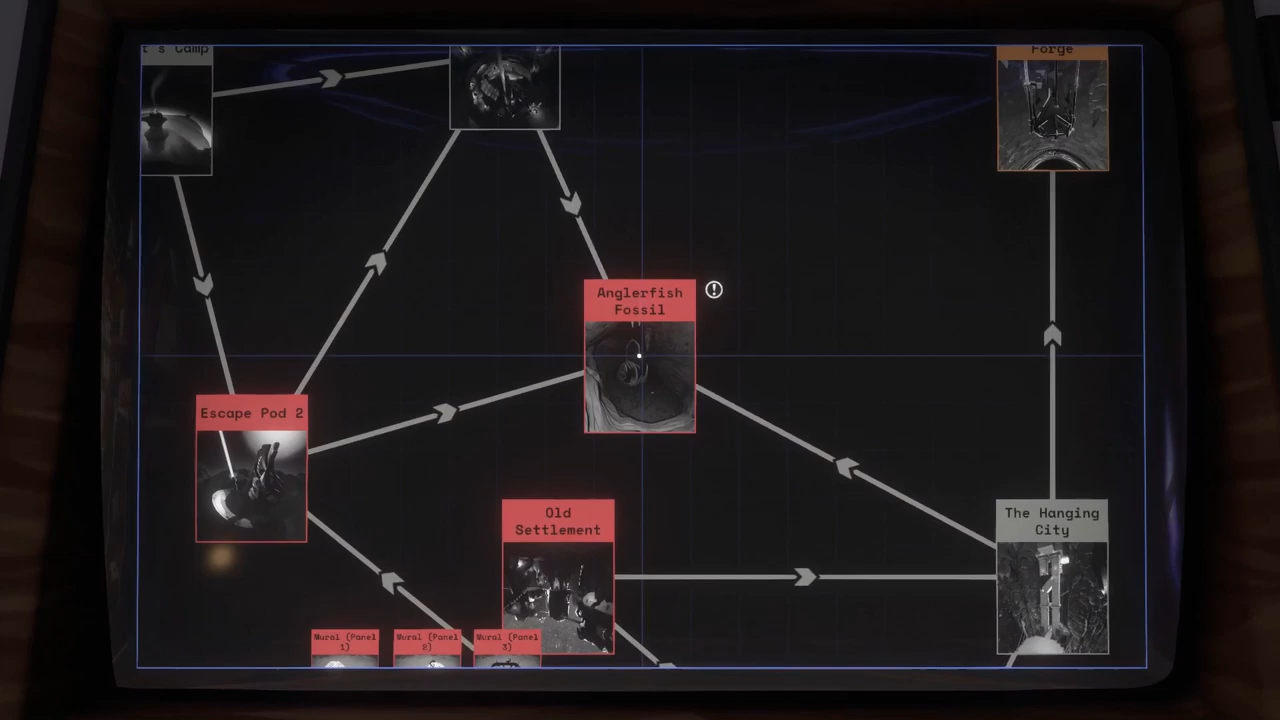 t's Camp
Forge
Anglerfish
Fossil
Escape Pod 2
Old
Settlement
The Hanging
City
Mural (Panel
1)
Mural (Panel
2)
Mural (Panel
3)